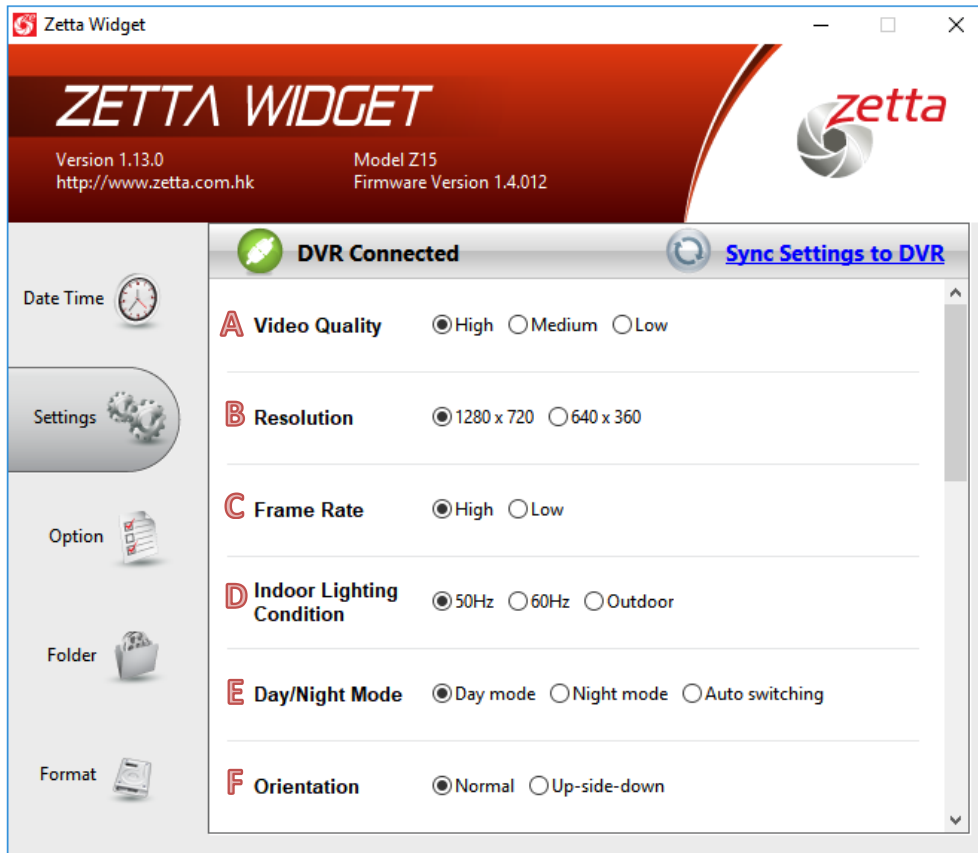 Zetta Widget
ZETTA WIDGET
zetta
Version 1.13.0 Model Z15
http://www.zetta.com.hk Firmware Version 1.4.012
DVR Connected Sync Settings to DVR
Date Time
Settings
Option
Folder
Format
A Video Quality High Medium Low
B Resolution 1280 x 720 640 x 360
C Frame Rate High Low
D Indoor Lighting
Condition 50Hz 60Hz Outdoor
E Day/Night Mode Day mode Night mode Auto switching
F Orientation Normal Up-side-down